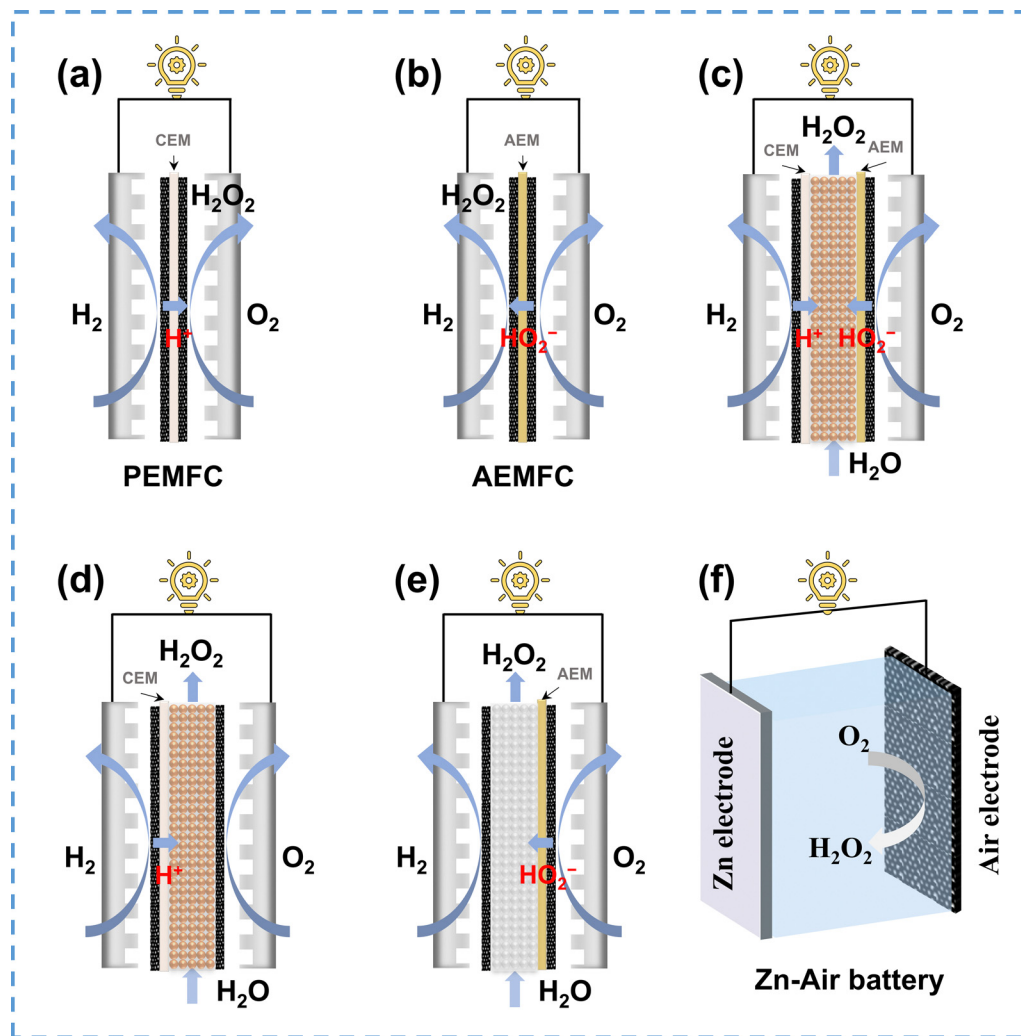 (a)
CEM
H₂O₂
H₂
O₂
H⁺
PEMFC
(b)
AEM
H₂O₂
H₂
O₂
HO₂⁻
AEMFC
(c)
H₂O₂
CEM
AEM
H₂
O₂
H⁺
HO₂⁻
H₂O
(d)
H₂O₂
CEM
H₂
O₂
H⁺
H₂O
(e)
H₂O₂
AEM
H₂
O₂
HO₂⁻
H₂O
(f)
Zn electrode
O₂
H₂O₂
Air electrode
Zn-Air battery